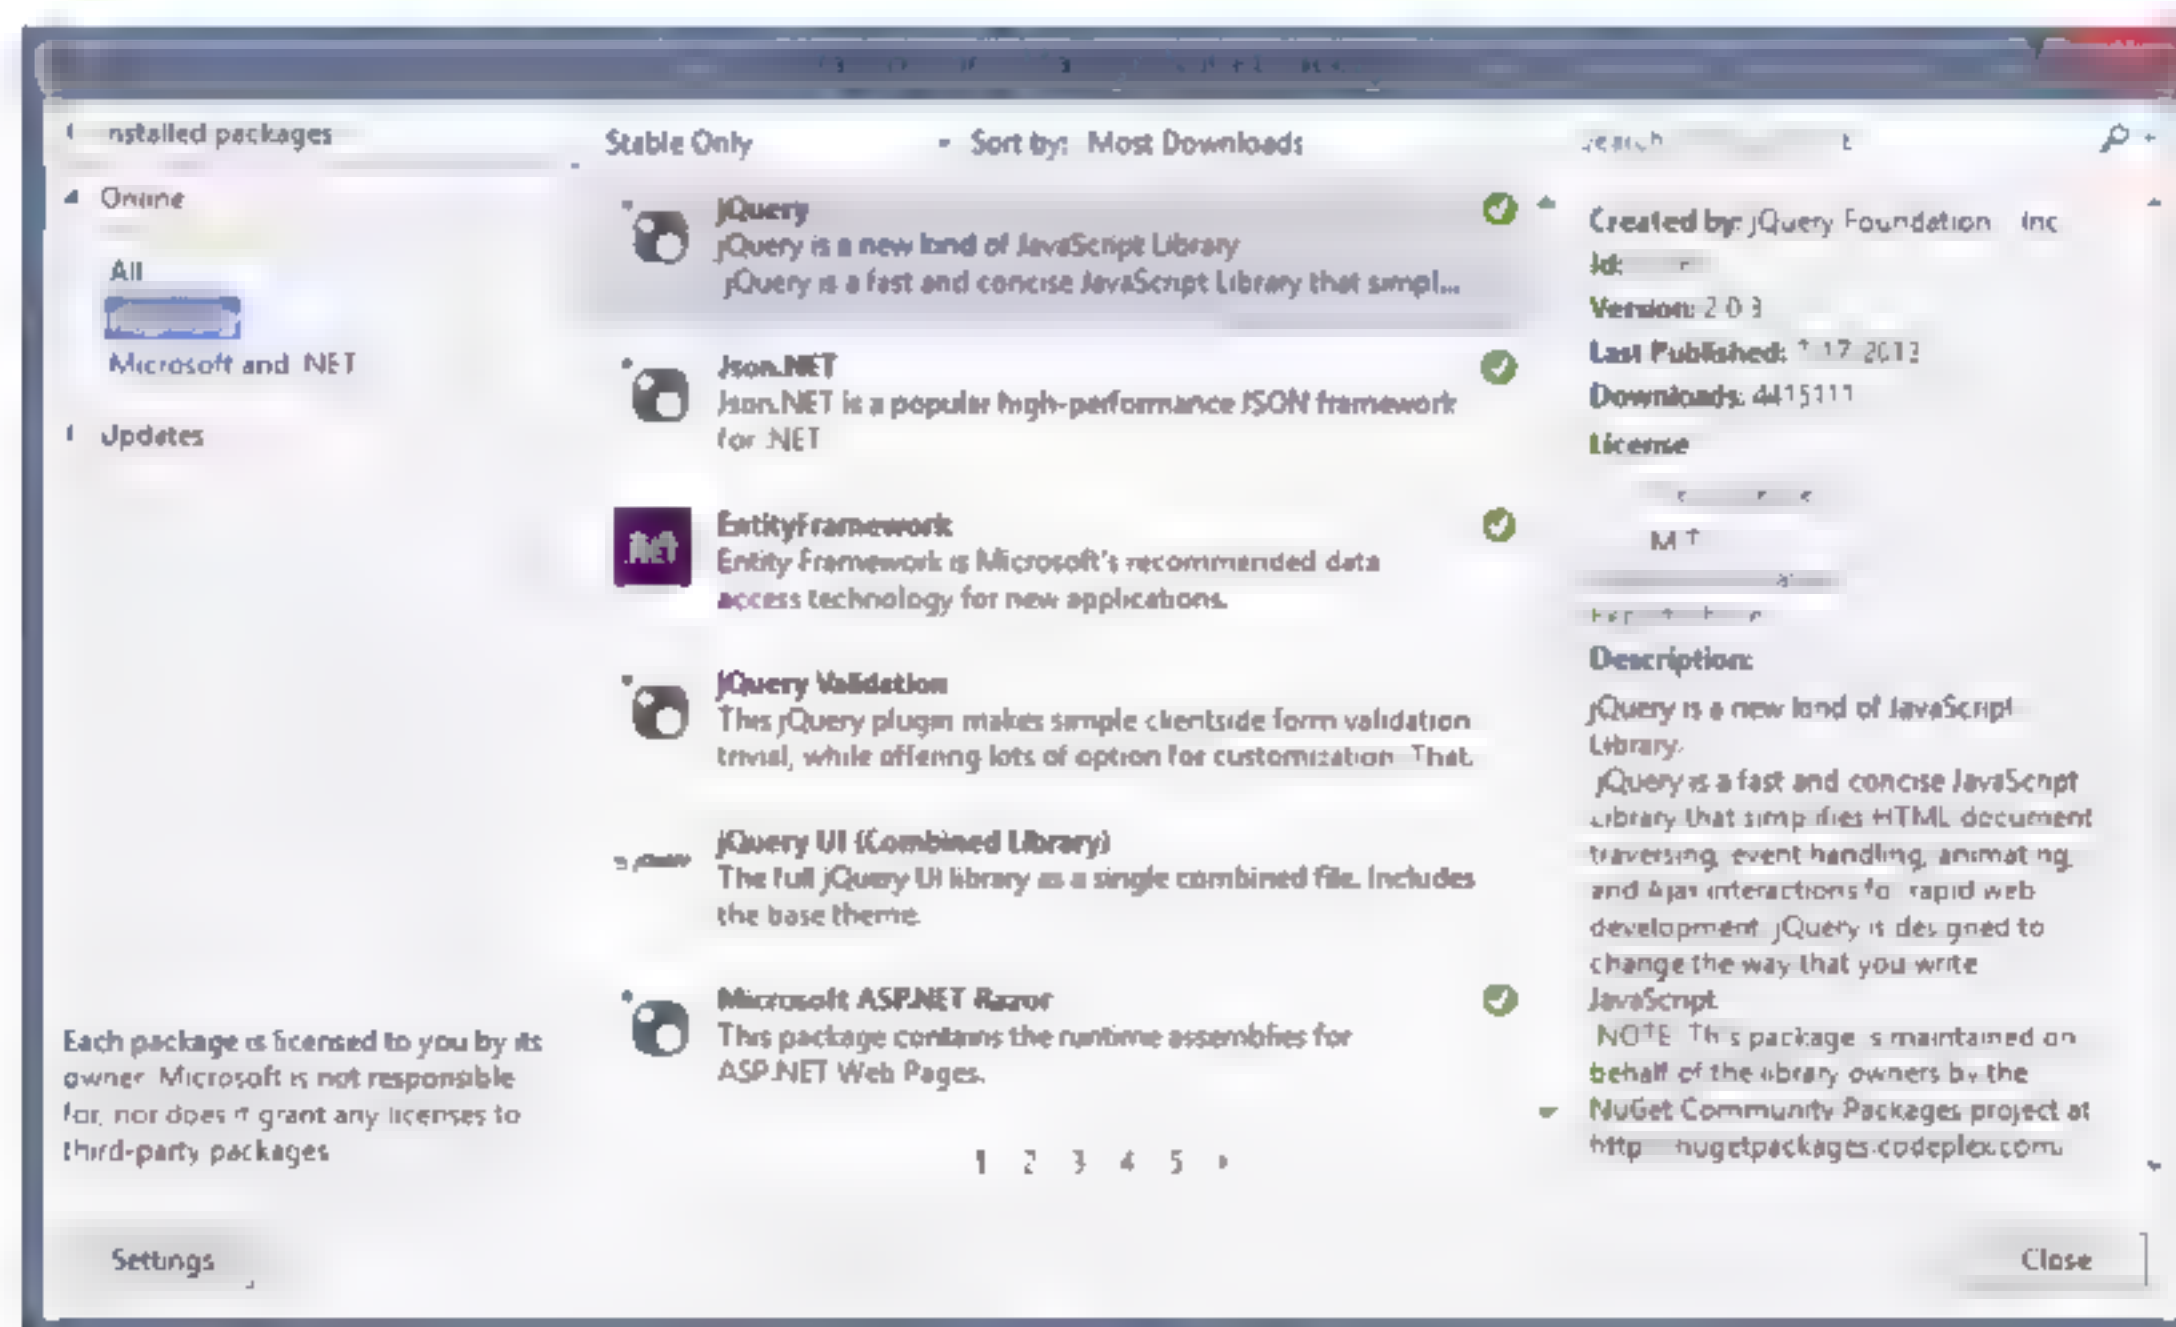 Installed packages
Stable Only
Sort by: Most Downloads
Search
Online
All
Microsoft and .NET
Updates
Each package is licensed to you by its
owner. Microsoft is not responsible
for, nor does it grant any licenses to
third-party packages.
Settings
jQuery
jQuery is a new kind of JavaScript Library
jQuery is a fast and concise JavaScript Library that simpl...
Json.NET
Json.NET is a popular high-performance JSON framework
for .NET
.NET
EntityFramework
Entity Framework is Microsoft's recommended data
access technology for new applications.
jQuery Validation
This jQuery plugin makes simple clientside form validation
trivial, while offering lots of option for customization. That
jQuery UI (Combined Library)
The full jQuery UI library as a single combined file. Includes
the base theme.
Microsoft ASP.NET Razor
This package contains the runtime assemblies for
ASP.NET Web Pages.
1 2 3 4 5
Created by: jQuery Foundation, Inc.
Id:
Version: 2.0.3
Last Published:
Downloads: 4415111
License
MIT
Description:
jQuery is a new kind of JavaScript
Library.
jQuery is a fast and concise JavaScript
Library that simplifies HTML document
traversing, event handling, animating,
and Ajax interactions for rapid web
development. jQuery is designed to
change the way that you write
JavaScript.
NOTE: This package is maintained on
behalf of the library owners by the
NuGet Community Packages project at
http://nugetpackages.codeplex.com/
Close